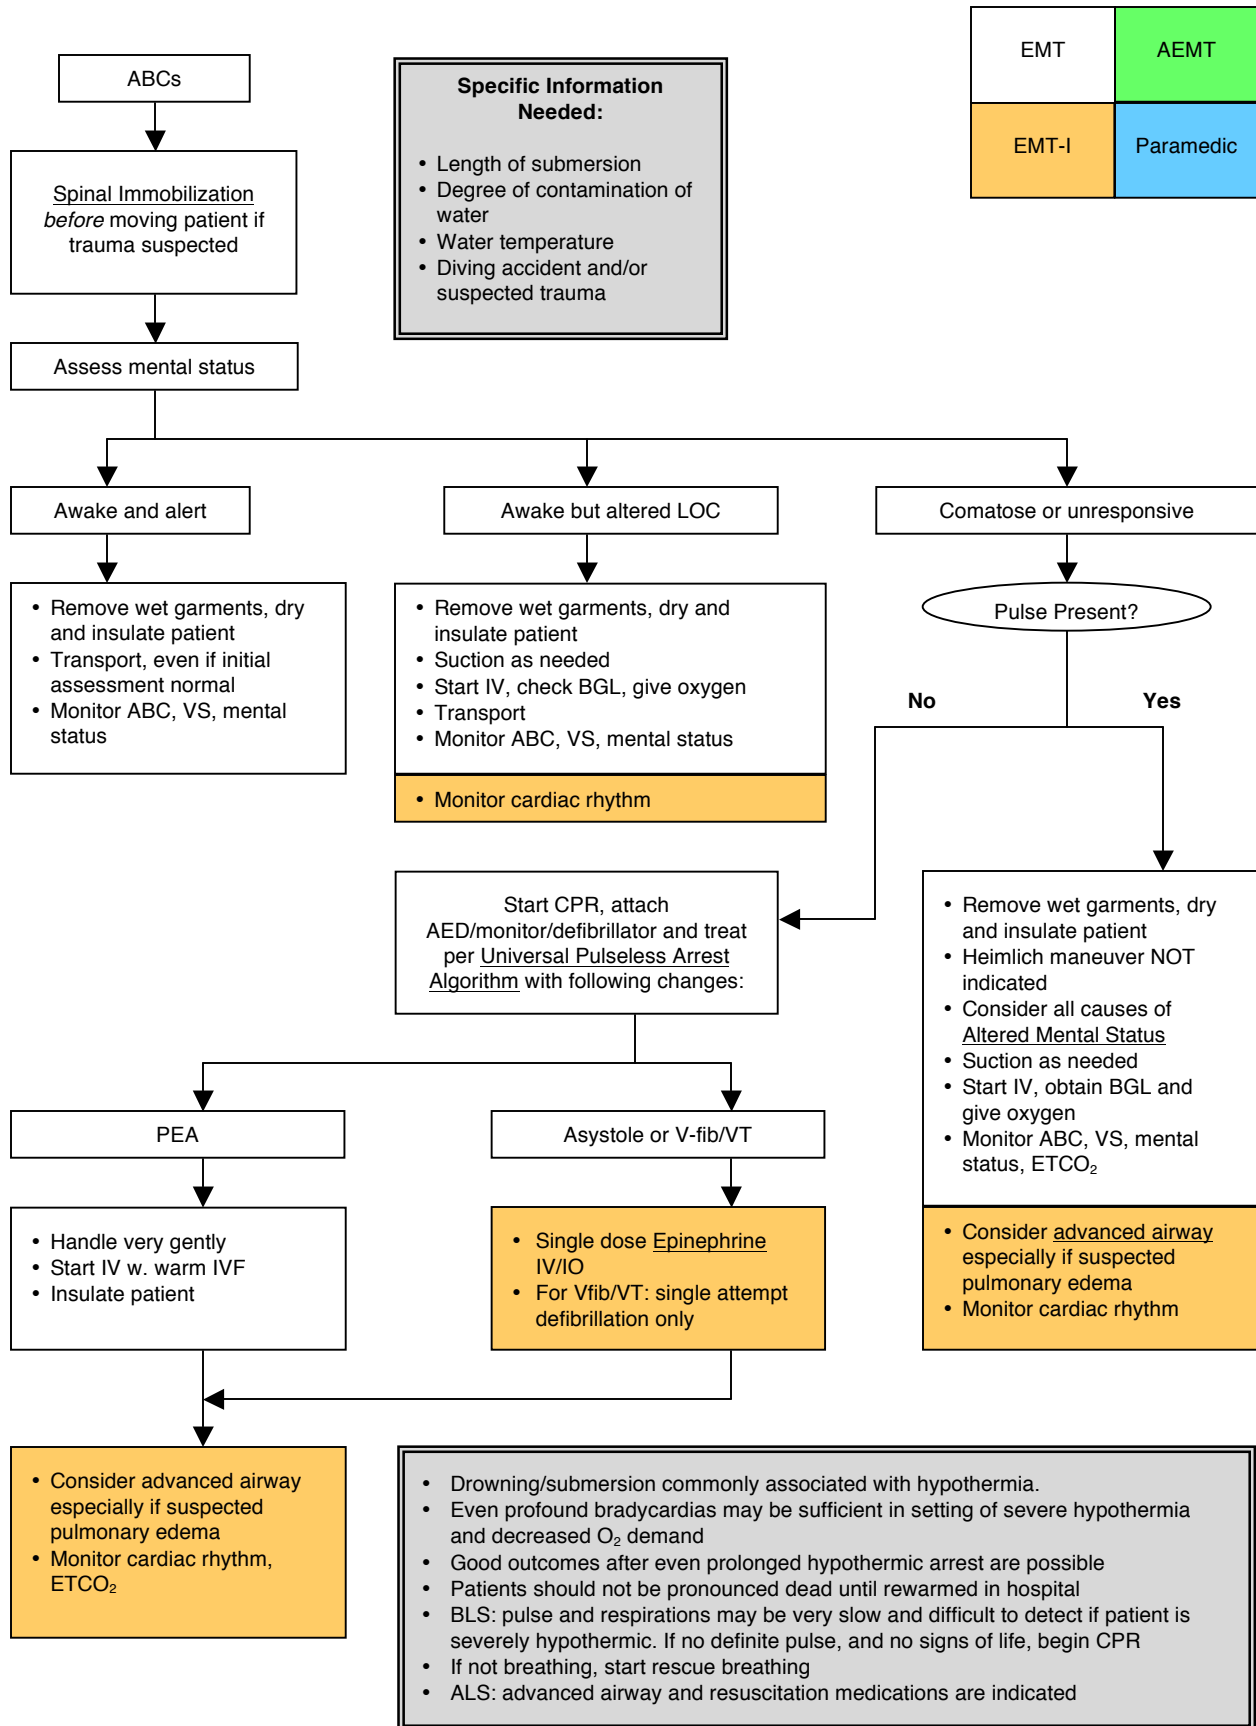 ABCs
Specific Information
Needed:
• Length of submersion
• Degree of contamination of
water
• Water temperature
• Diving accident and/or
suspected trauma
EMT
AEMT
EMT-I
Paramedic
Spinal Immobilization
before moving patient if
trauma suspected
Assess mental status
Awake and alert
Awake but altered LOC
Comatose or unresponsive
• Remove wet garments, dry
and insulate patient
• Transport, even if initial
assessment normal
• Monitor ABC, VS, mental
status
• Remove wet garments, dry and
insulate patient
• Suction as needed
• Start IV, check BGL, give oxygen
• Transport
• Monitor ABC, VS, mental status
• Monitor cardiac rhythm
Pulse Present?
No
Yes
Start CPR, attach
AED/monitor/defibrillator and treat
per Universal Pulseless Arrest
Algorithm with following changes:
• Remove wet garments, dry
and insulate patient
• Heimlich maneuver NOT
indicated
• Consider all causes of
Altered Mental Status
• Suction as needed
• Start IV, obtain BGL and
give oxygen
• Monitor ABC, VS, mental
status, ETCO₂
• Consider advanced airway
especially if suspected
pulmonary edema
• Monitor cardiac rhythm
PEA
Asystole or V-fib/VT
• Handle very gently
• Start IV w. warm IVF
• Insulate patient
• Single dose Epinephrine
IV/IO
• For Vfib/VT: single attempt
defibrillation only
• Consider advanced airway
especially if suspected
pulmonary edema
• Monitor cardiac rhythm,
ETCO₂
• Drowning/submersion commonly associated with hypothermia.
• Even profound bradycardias may be sufficient in setting of severe hypothermia
and decreased O₂ demand
• Good outcomes after even prolonged hypothermic arrest are possible
• Patients should not be pronounced dead until rewarmed in hospital
• BLS: pulse and respirations may be very slow and difficult to detect if patient is
severely hypothermic. If no definite pulse, and no signs of life, begin CPR
• If not breathing, start rescue breathing
• ALS: advanced airway and resuscitation medications are indicated